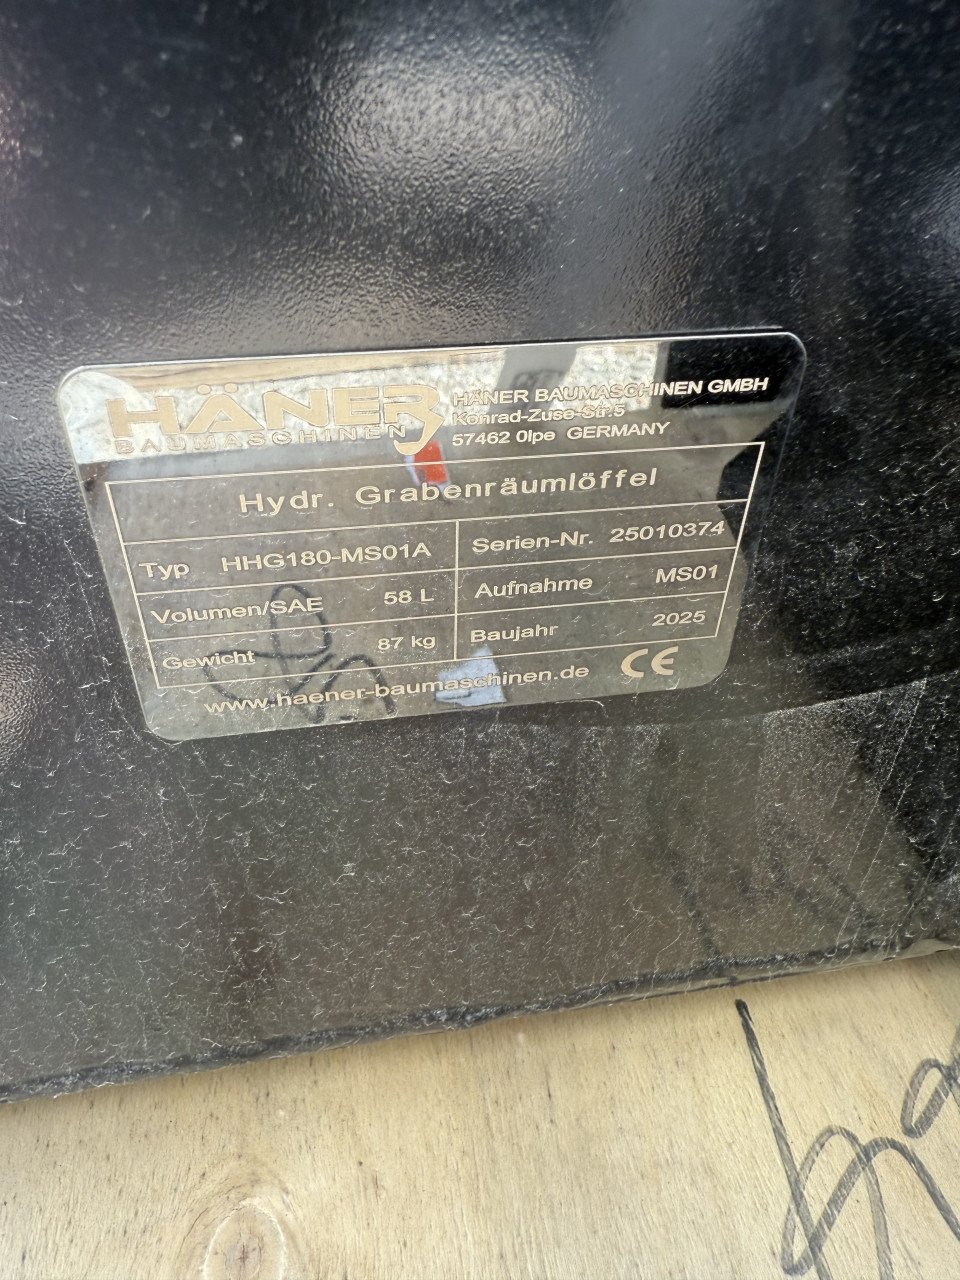 HÄNER
BAUMASCHINEN
HÄNER BAUMASCHINEN GMBH
Konrad-Zuse-Str.5
57462 Olpe GERMANY
Hydr. Grabenräumlöffel
Typ HHG180-MS01A
Serien-Nr. 25010374
Volumen/SAE 58 L
Aufnahme MS01
Gewicht 87 kg
Baujahr 2025
www.haener-baumaschinen.de CE